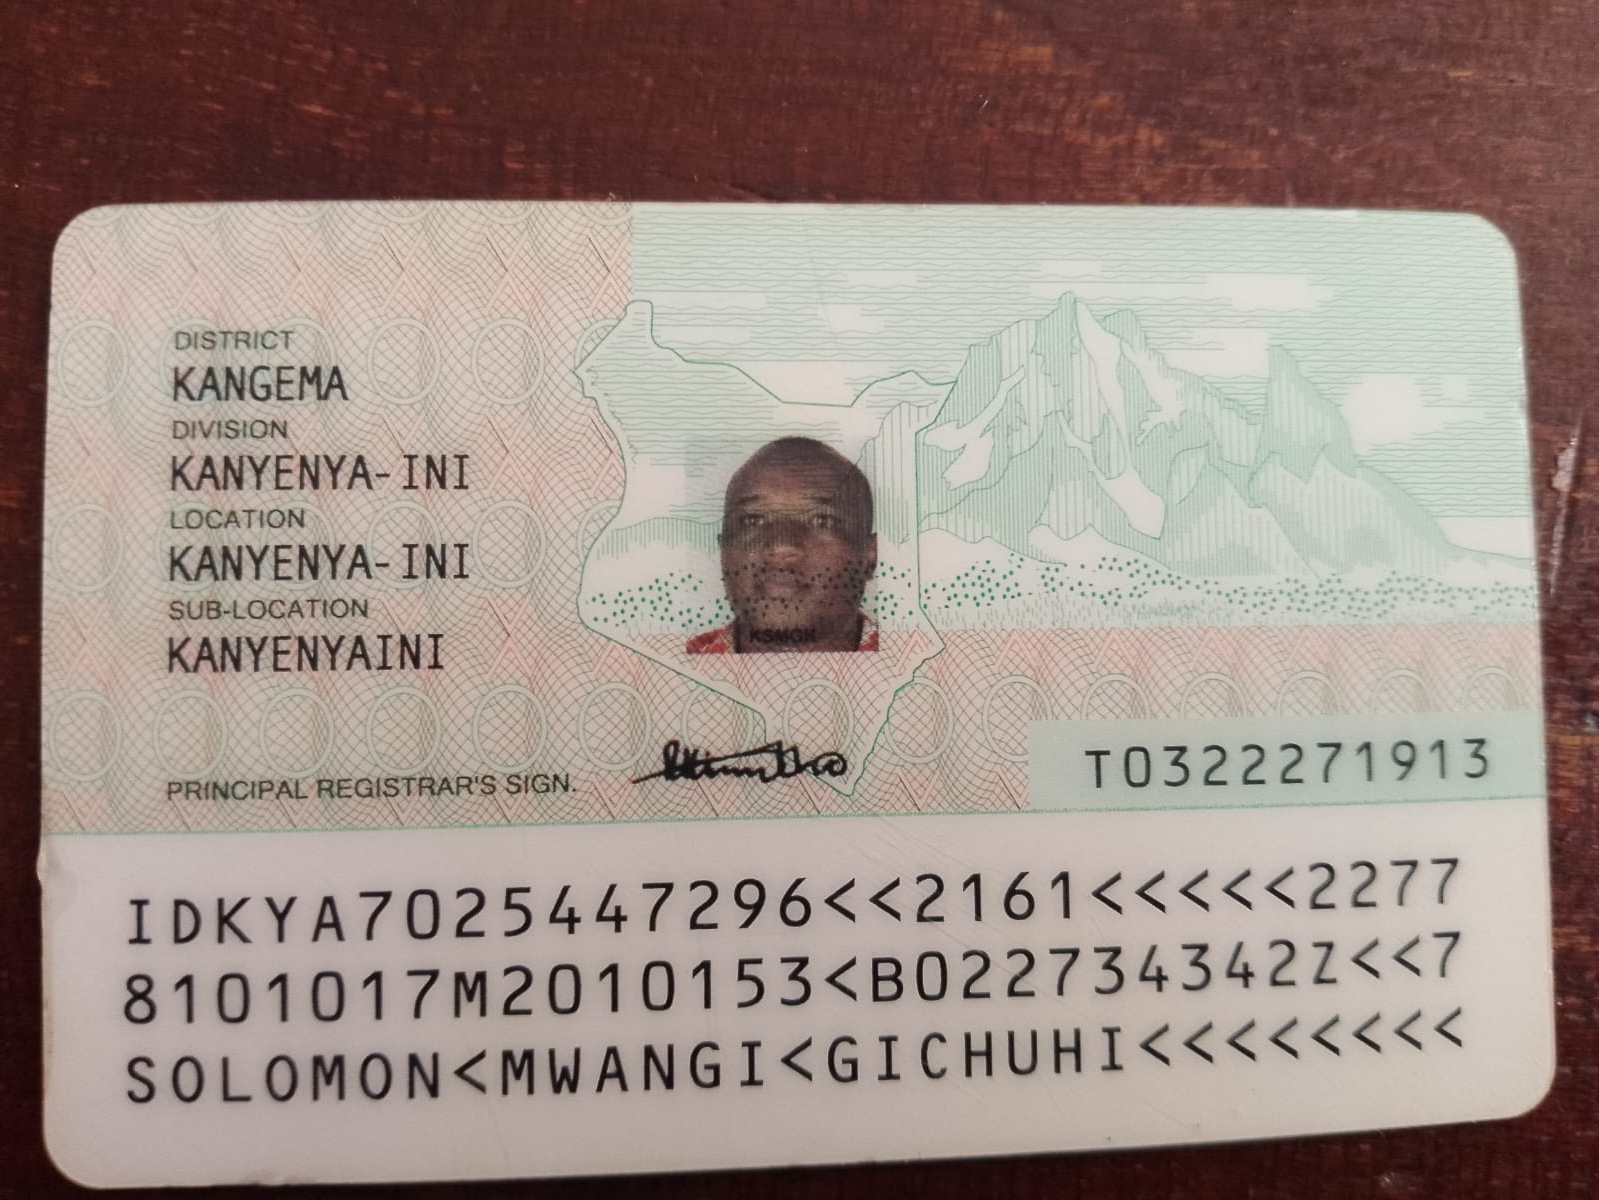 DISTRICT
KANGEMA
DIVISION
KANYENYA-INI
LOCATION
KANYENYA-INI
SUB-LOCATION
KANYENYAINI
KSMGK
PRINCIPAL REGISTRAR'S SIGN.
T0322271913
IDKYA7025447296<<2161<<<<<2277
8101017M2010153<B022734342Z<<7
SOLOMON<MWANGI<GICHUHI<<<<<<<<